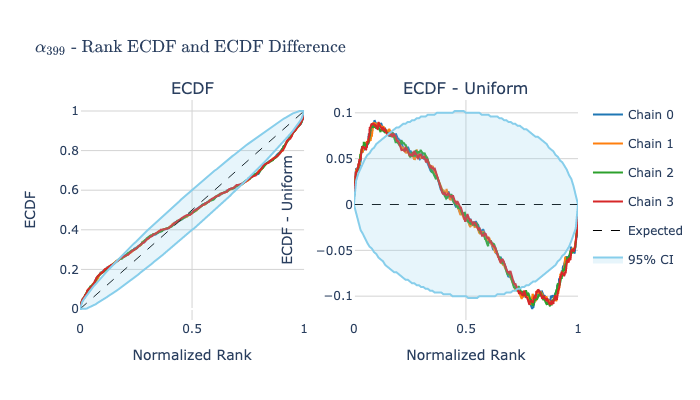 α₃₉₉ - Rank ECDF and ECDF Difference
ECDF
ECDF - Uniform
1
0.8
0.6
0.4
0.2
0
ECDF
0
0.5
1
Normalized Rank
0.1
0.05
0
−0.05
−0.1
ECDF - Uniform
0
0.5
1
Normalized Rank
Chain 0
Chain 1
Chain 2
Chain 3
Expected
95% CI